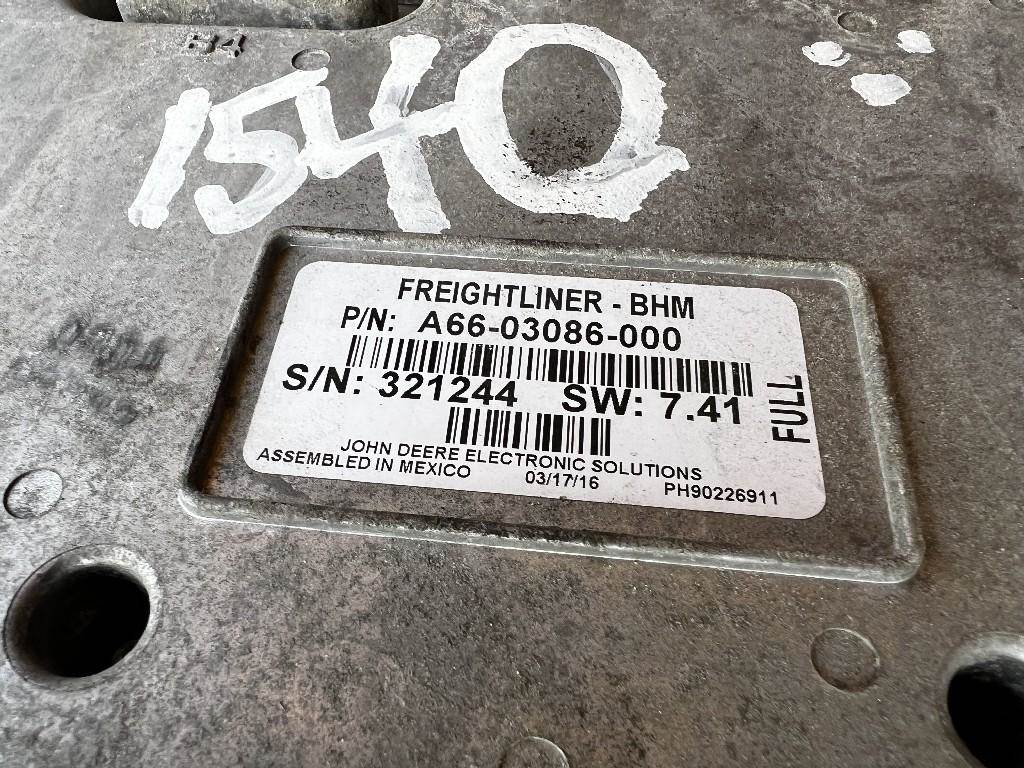 H4
1540
FREIGHTLINER - BHM
P/N: A66-03086-000
S/N: 321244 SW: 7.41
FULL
JOHN DEERE ELECTRONIC SOLUTIONS
ASSEMBLED IN MEXICO 03/17/16 PH90226911